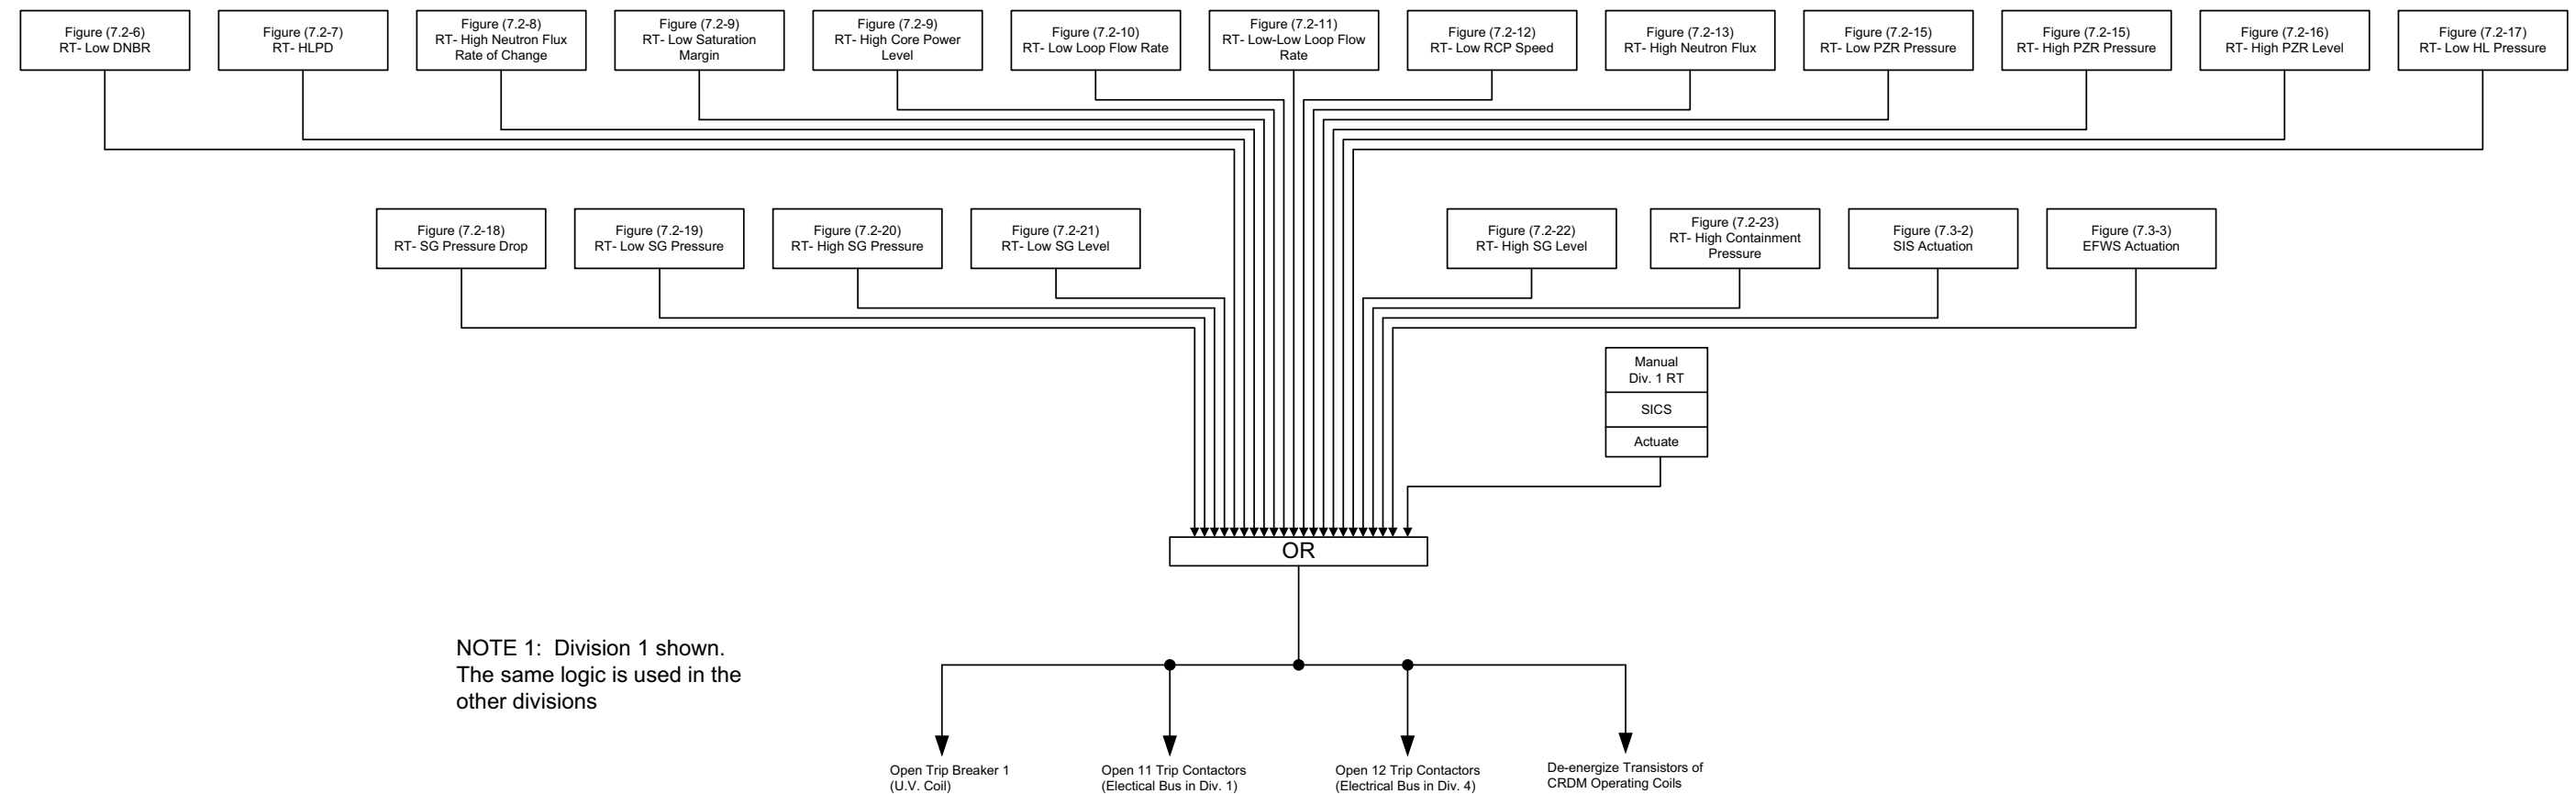 Figure (7.2-6)
RT- Low DNBR
Figure (7.2-7)
RT- HLPD
Figure (7.2-8)
RT- High Neutron Flux
Rate of Change
Figure (7.2-9)
RT- Low Saturation
Margin
Figure (7.2-9)
RT- High Core Power
Level
Figure (7.2-10)
RT- Low Loop Flow Rate
Figure (7.2-11)
RT- Low-Low Loop Flow
Rate
Figure (7.2-12)
RT- Low RCP Speed
Figure (7.2-13)
RT- High Neutron Flux
Figure (7.2-15)
RT- Low PZR Pressure
Figure (7.2-15)
RT- High PZR Pressure
Figure (7.2-16)
RT- High PZR Level
Figure (7.2-17)
RT- Low HL Pressure
Figure (7.2-18)
RT- SG Pressure Drop
Figure (7.2-19)
RT- Low SG Pressure
Figure (7.2-20)
RT- High SG Pressure
Figure (7.2-21)
RT- Low SG Level
Figure (7.2-22)
RT- High SG Level
Figure (7.2-23)
RT- High Containment
Pressure
Figure (7.3-2)
SIS Actuation
Figure (7.3-3)
EFWS Actuation
Manual
Div. 1 RT
SICS
Actuate
OR
NOTE 1:  Division 1 shown.
The same logic is used in the
other divisions
Open Trip Breaker 1
(U.V. Coil)
Open 11 Trip Contactors
(Electical Bus in Div. 1)
Open 12 Trip Contactors
(Electrical Bus in Div. 4)
De-energize Transistors of
CRDM Operating Coils